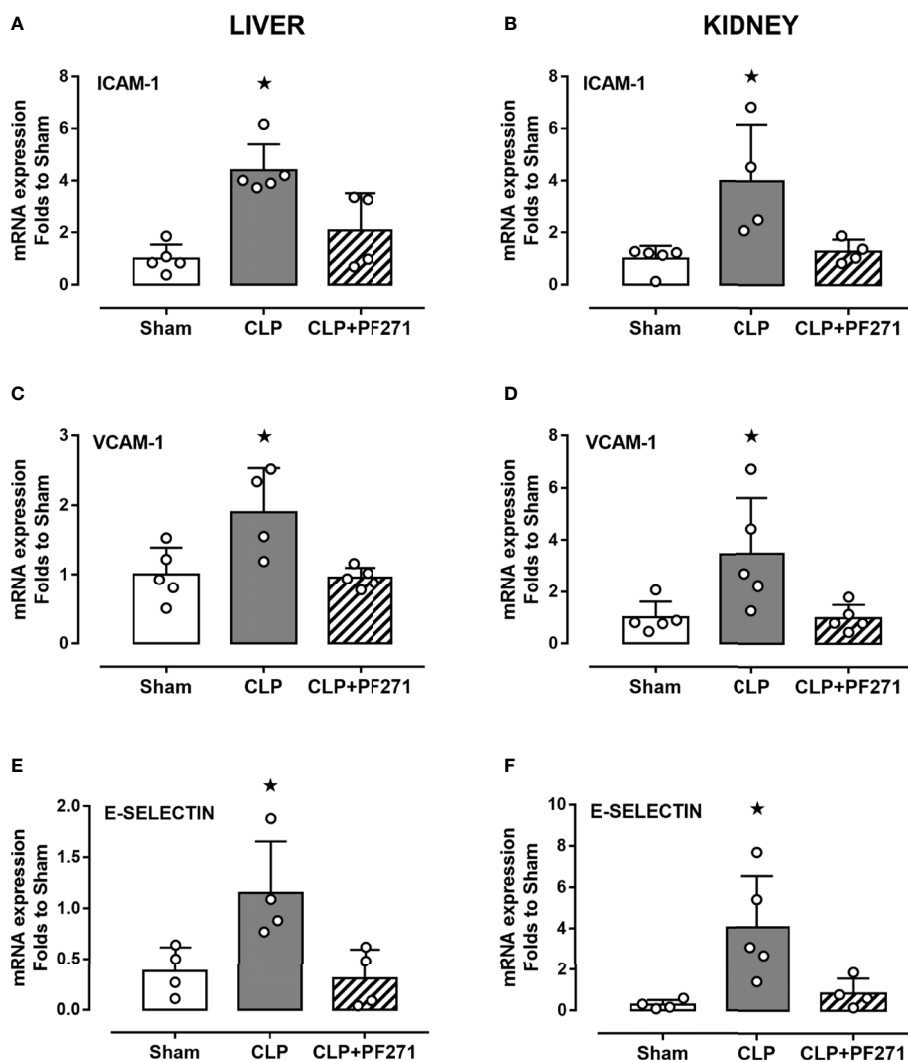 A
LIVER
B
KIDNEY
ICAM-1
★
mRNA expression
Folds to Sham
8
6
4
2
0
Sham CLP CLP+PF271
ICAM-1
★
mRNA expression
Folds to Sham
8
6
4
2
0
Sham CLP CLP+PF271
C
VCAM-1
★
mRNA expression
Folds to Sham
3
2
1
0
Sham CLP CLP+PF271
D
VCAM-1
★
mRNA expression
Folds to Sham
8
6
4
2
0
Sham CLP CLP+PF271
E
E-SELECTIN
★
mRNA expression
Folds to Sham
2.0
1.5
1.0
0.5
0.0
Sham CLP CLP+PF271
F
E-SELECTIN
★
mRNA expression
Folds to Sham
10
8
6
4
2
0
Sham CLP CLP+PF271